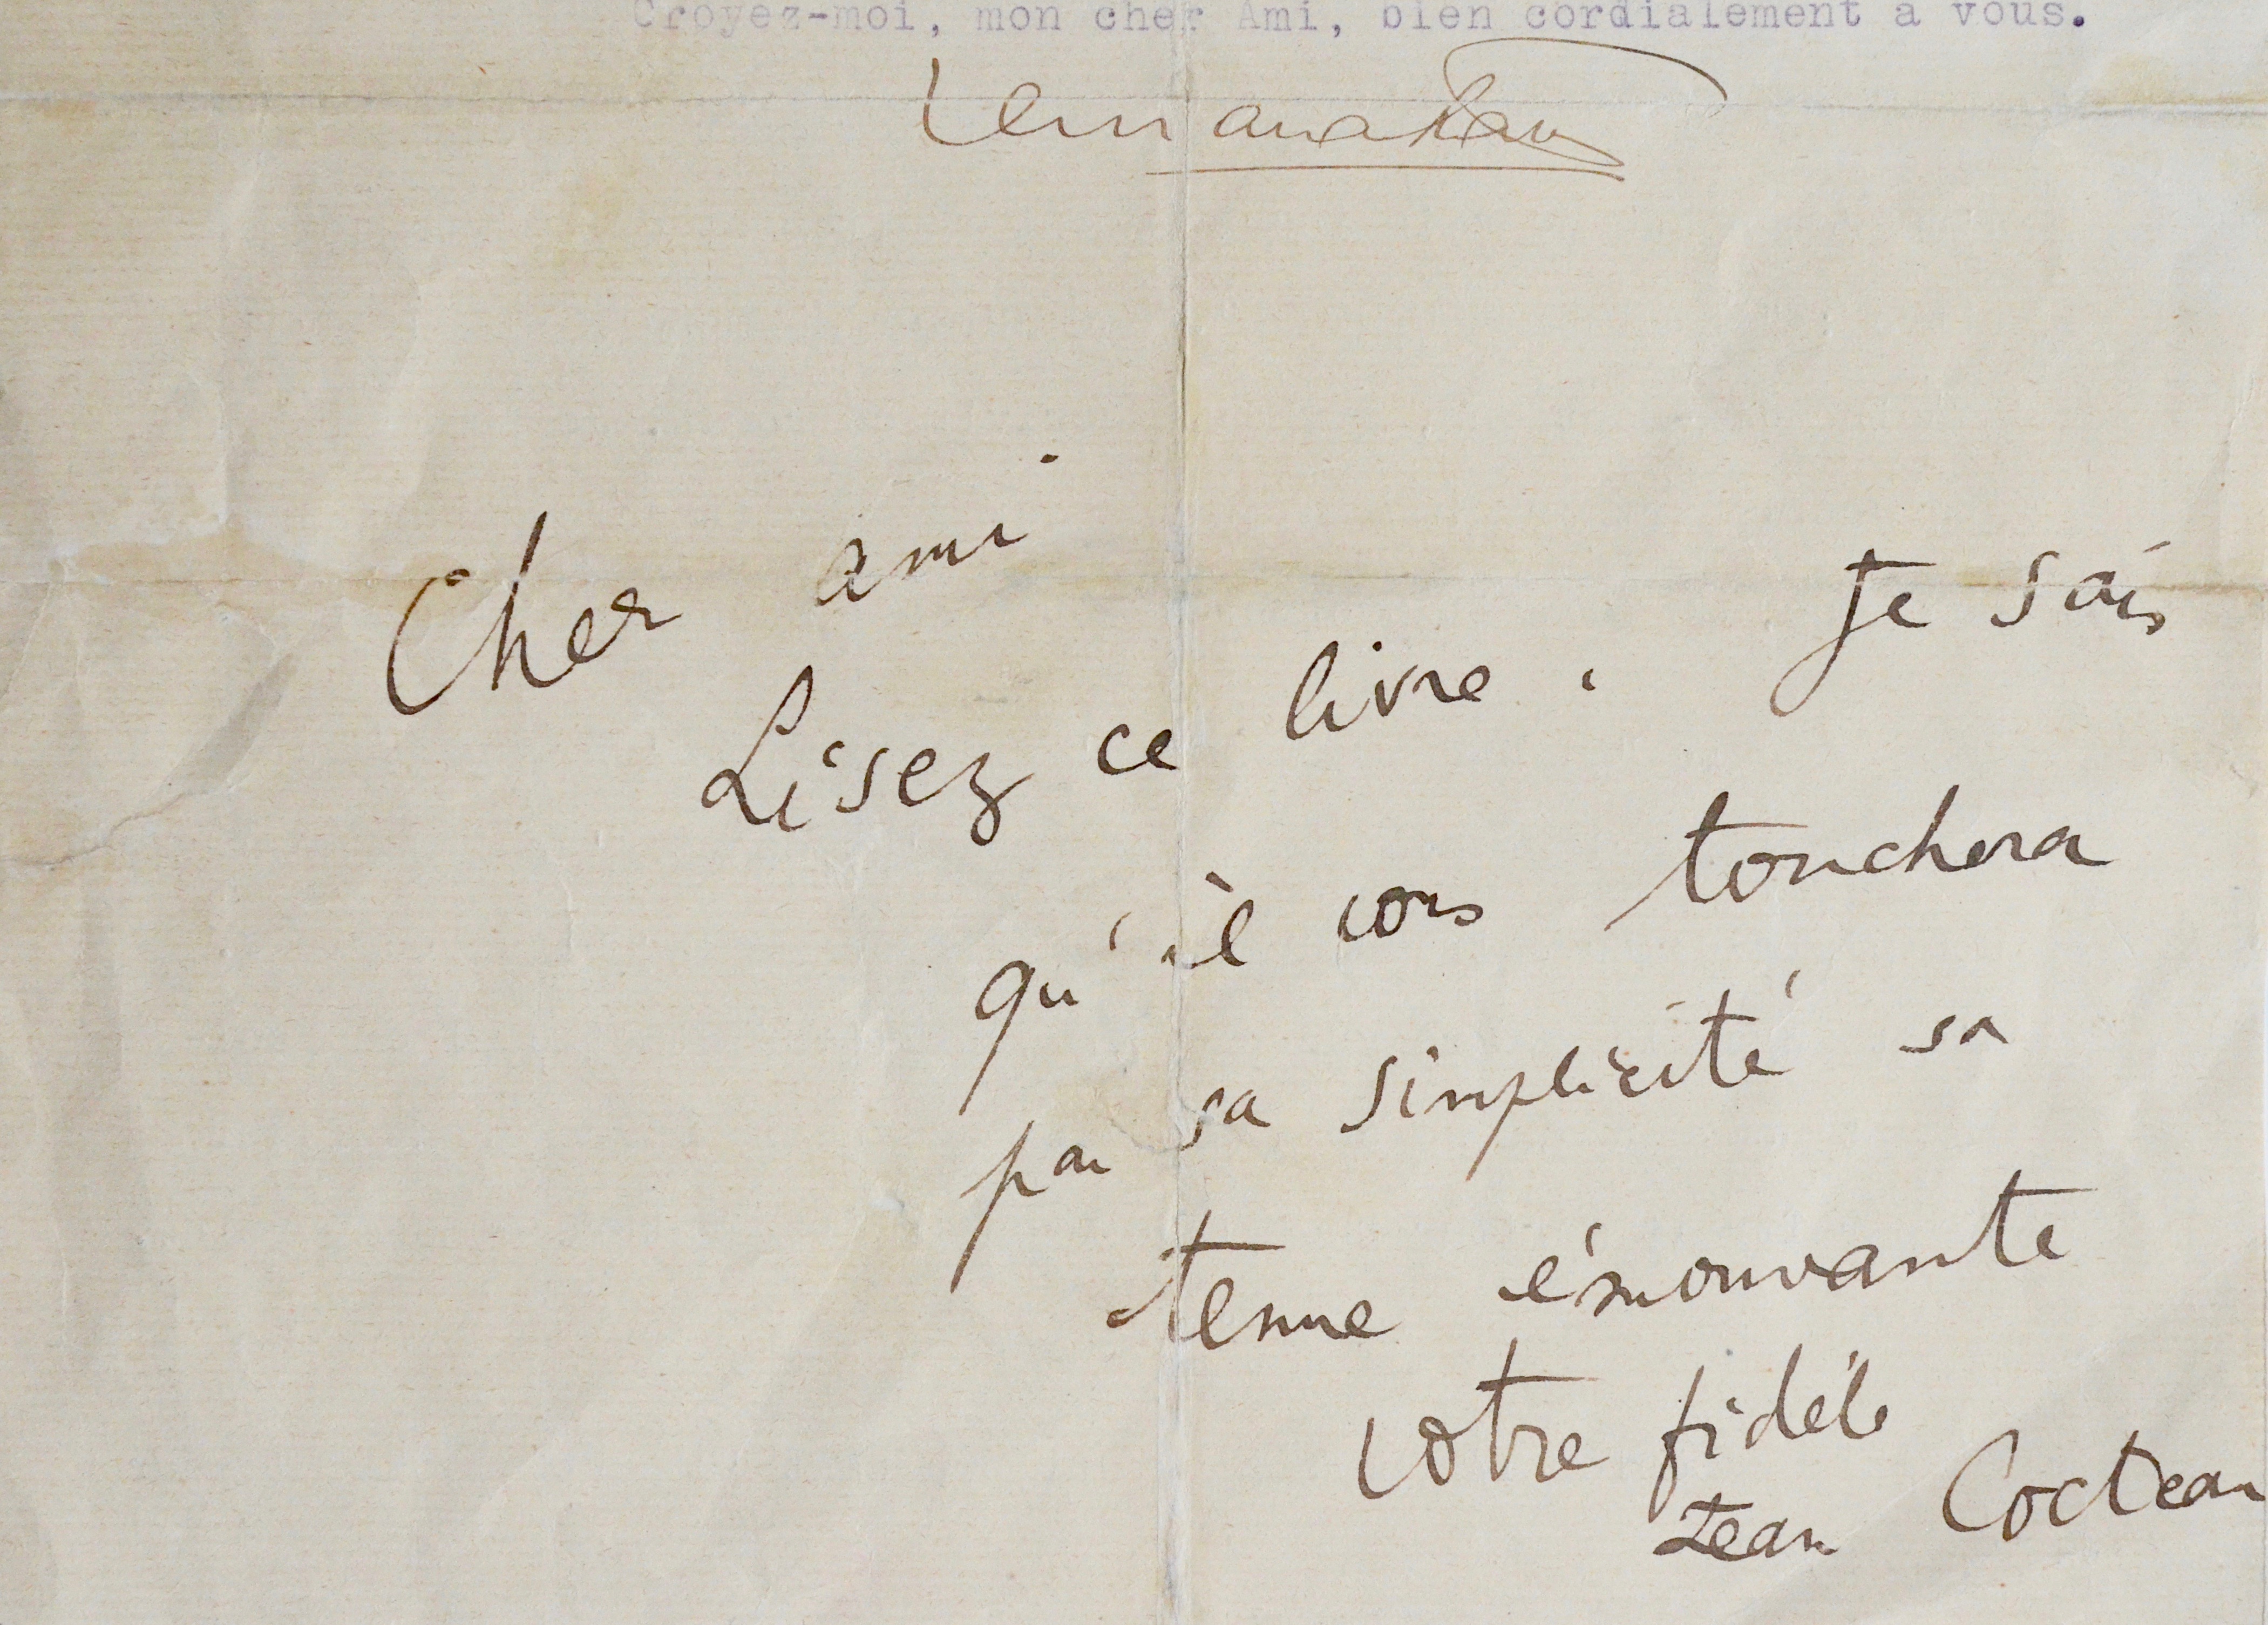 Croyez-moi, mon cher Ami, bien cordialement à vous.
Cher ami
Lisez ce livre. Je sais
qu'il vous touchera
par sa simplicité sa
tenue émouvante
votre fidèle
Jean Cocteau